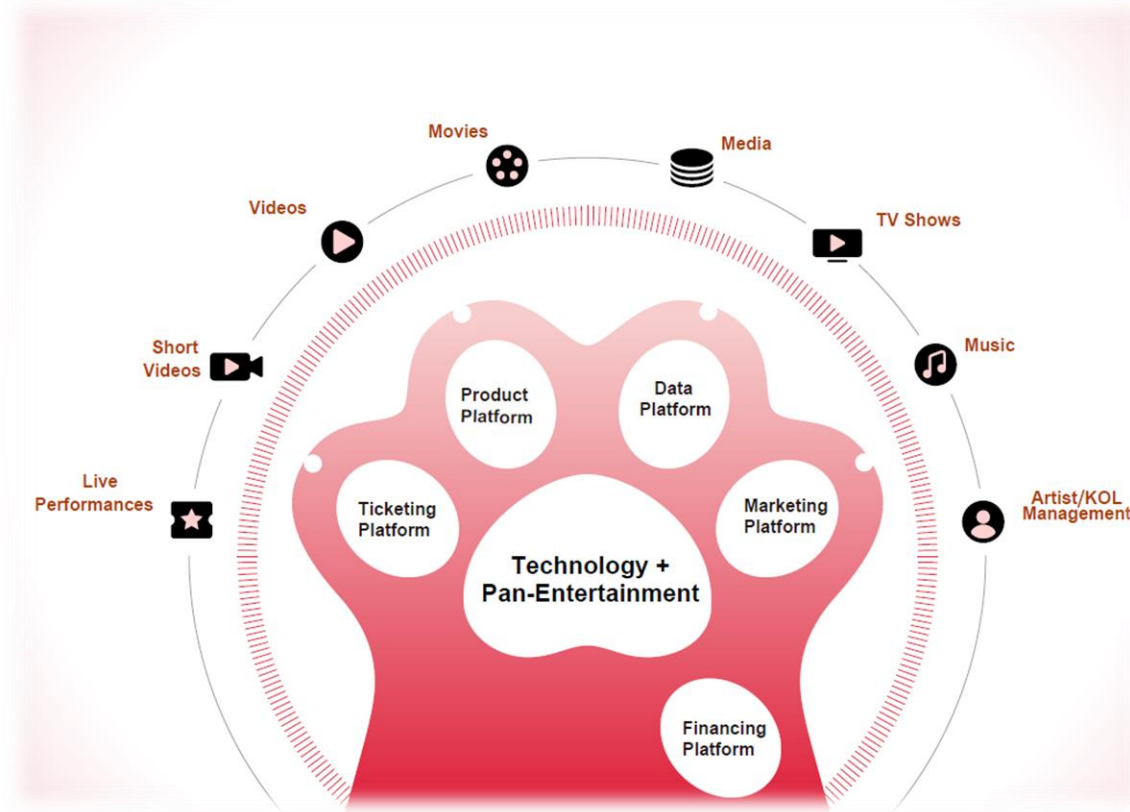 Movies
Media
Videos
TV Shows
Short
Videos
Music
Product
Platform
Data
Platform
Live
Performances
Ticketing
Platform
Marketing
Platform
Artist/KOL
Management
Technology +
Pan-Entertainment
Financing
Platform